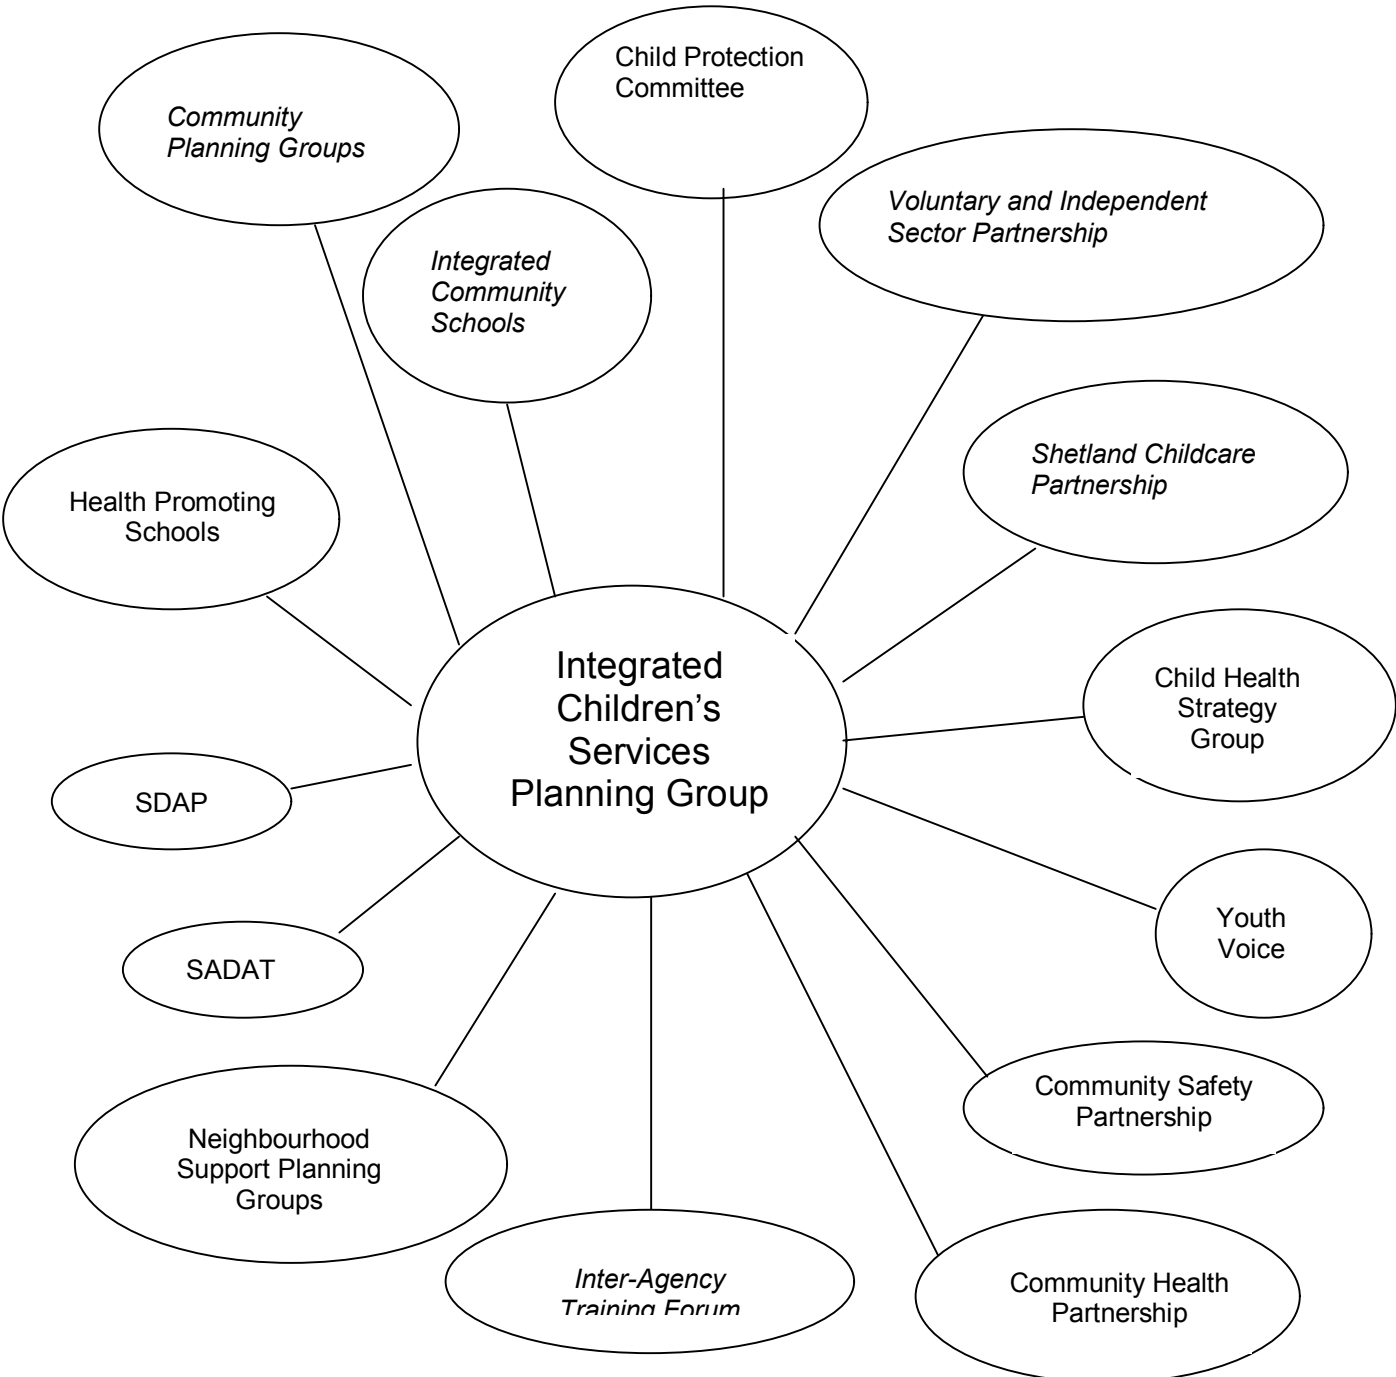 Child Protection
Committee
Community
Planning Groups
Voluntary and Independent
Sector Partnership
Integrated
Community
Schools
Shetland Childcare
Partnership
Health Promoting
Schools
Integrated
Children’s
Services
Planning Group
Child Health
Strategy
Group
SDAP
Youth
Voice
SADAT
Community Safety
Partnership
Neighbourhood
Support Planning
Groups
Inter-Agency
Training Forum
Community Health
Partnership